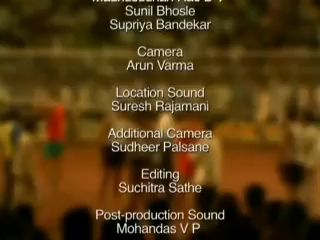 Sunil Bhosle
Supriya Bandekar
Camera
Arun Varma
Location Sound
Suresh Rajamani
Additional Camera
Sudheer Palsane
Editing
Suchitra Sathe
Post-production Sound
Mohandas V P